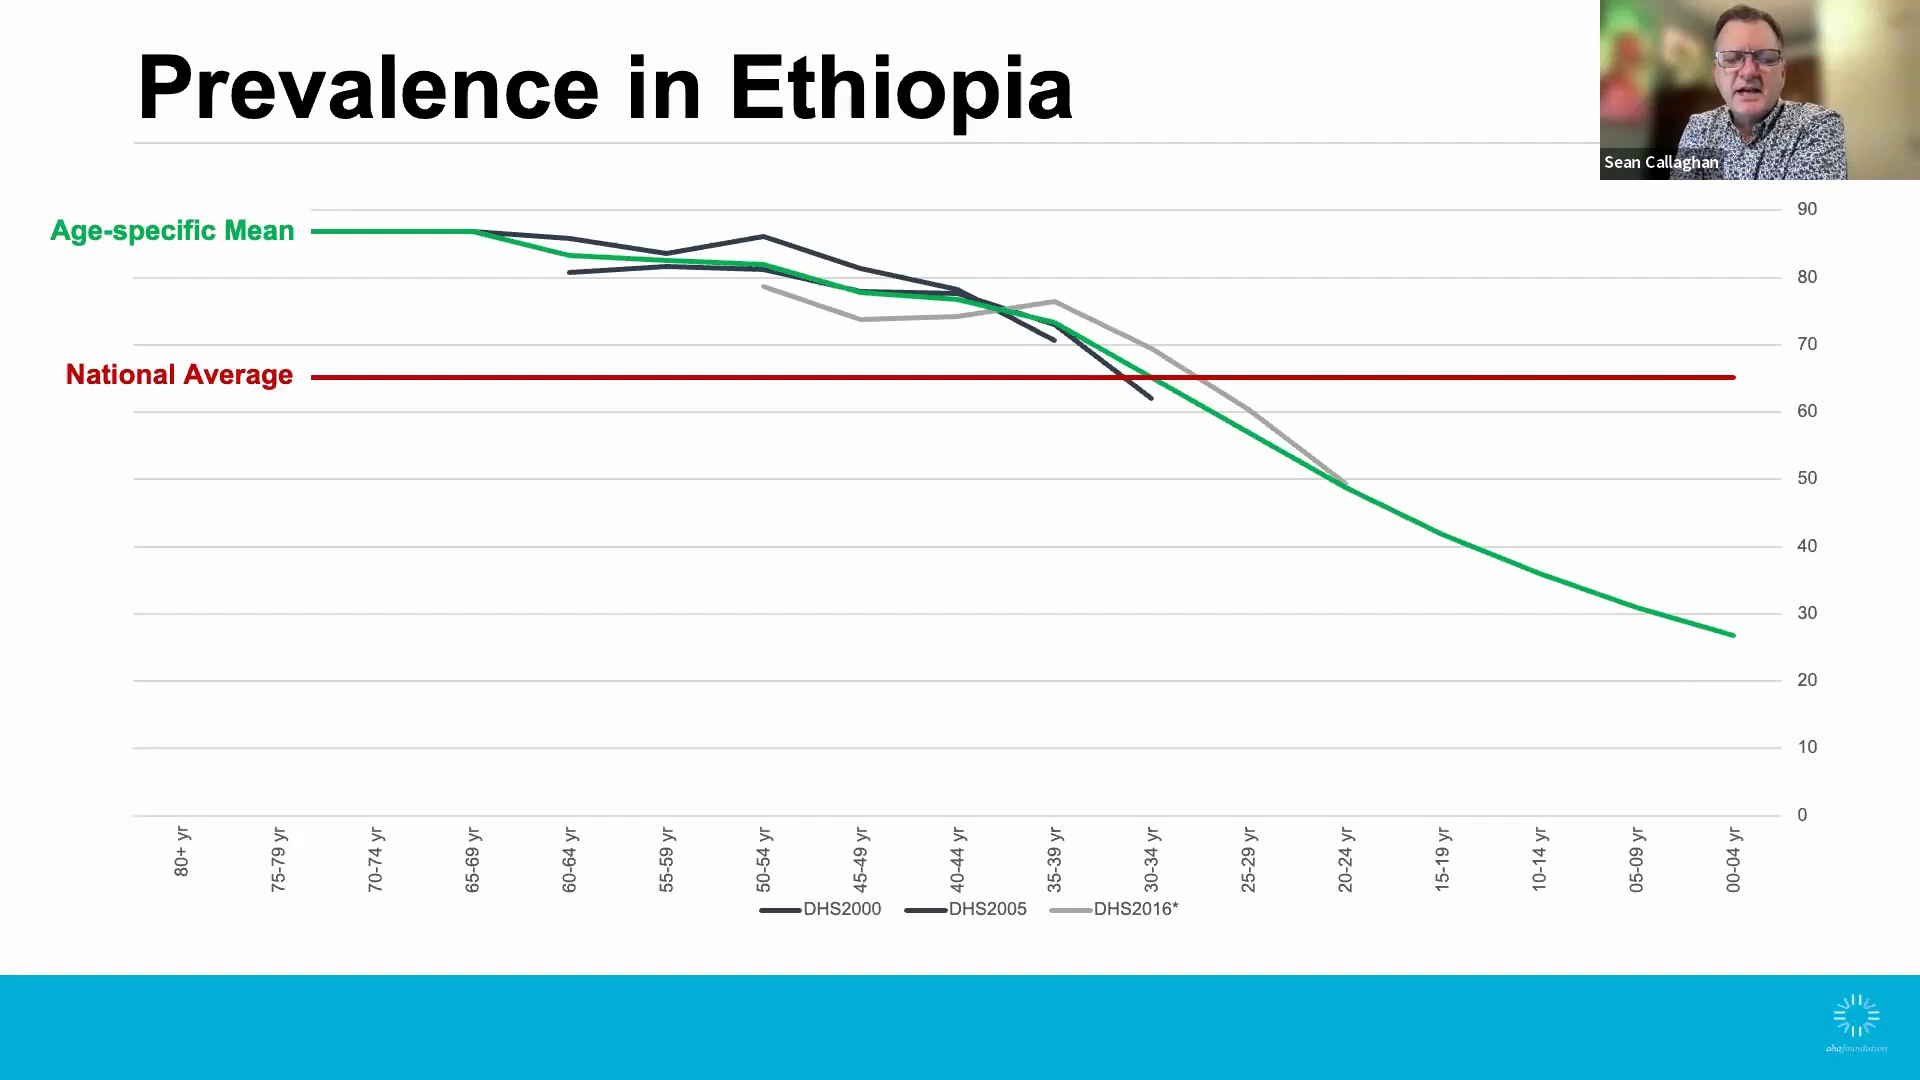 Prevalence in Ethiopia
Sean Callaghan
Age-specific Mean
National Average
90
80
70
60
50
40
30
20
10
0
80+ yr
75-79 yr
70-74 yr
65-69 yr
60-64 yr
55-59 yr
50-54 yr
45-49 yr
40-44 yr
35-39 yr
30-34 yr
25-29 yr
20-24 yr
15-19 yr
10-14 yr
05-09 yr
00-04 yr
DHS2000 DHS2005 DHS2016*
ahafoundation